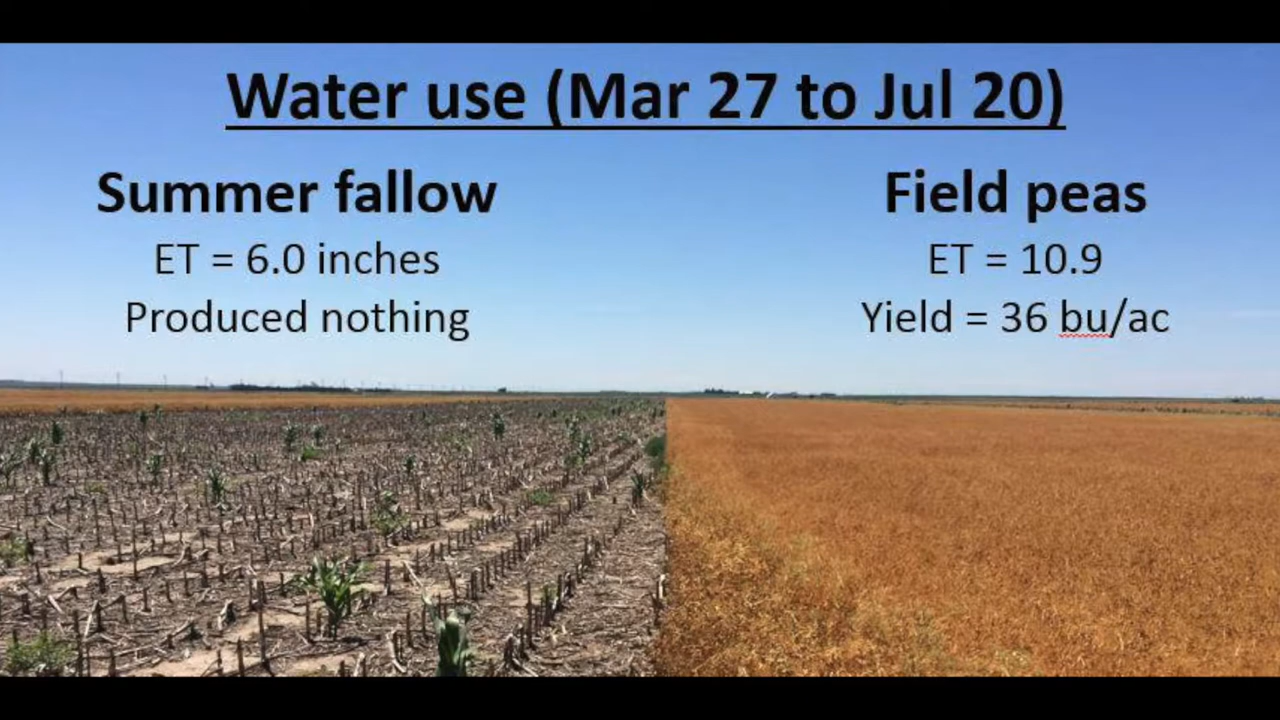 Water use (Mar 27 to Jul 20)
Summer fallow
ET = 6.0 inches
Produced nothing
Field peas
ET = 10.9
Yield = 36 bu/ac